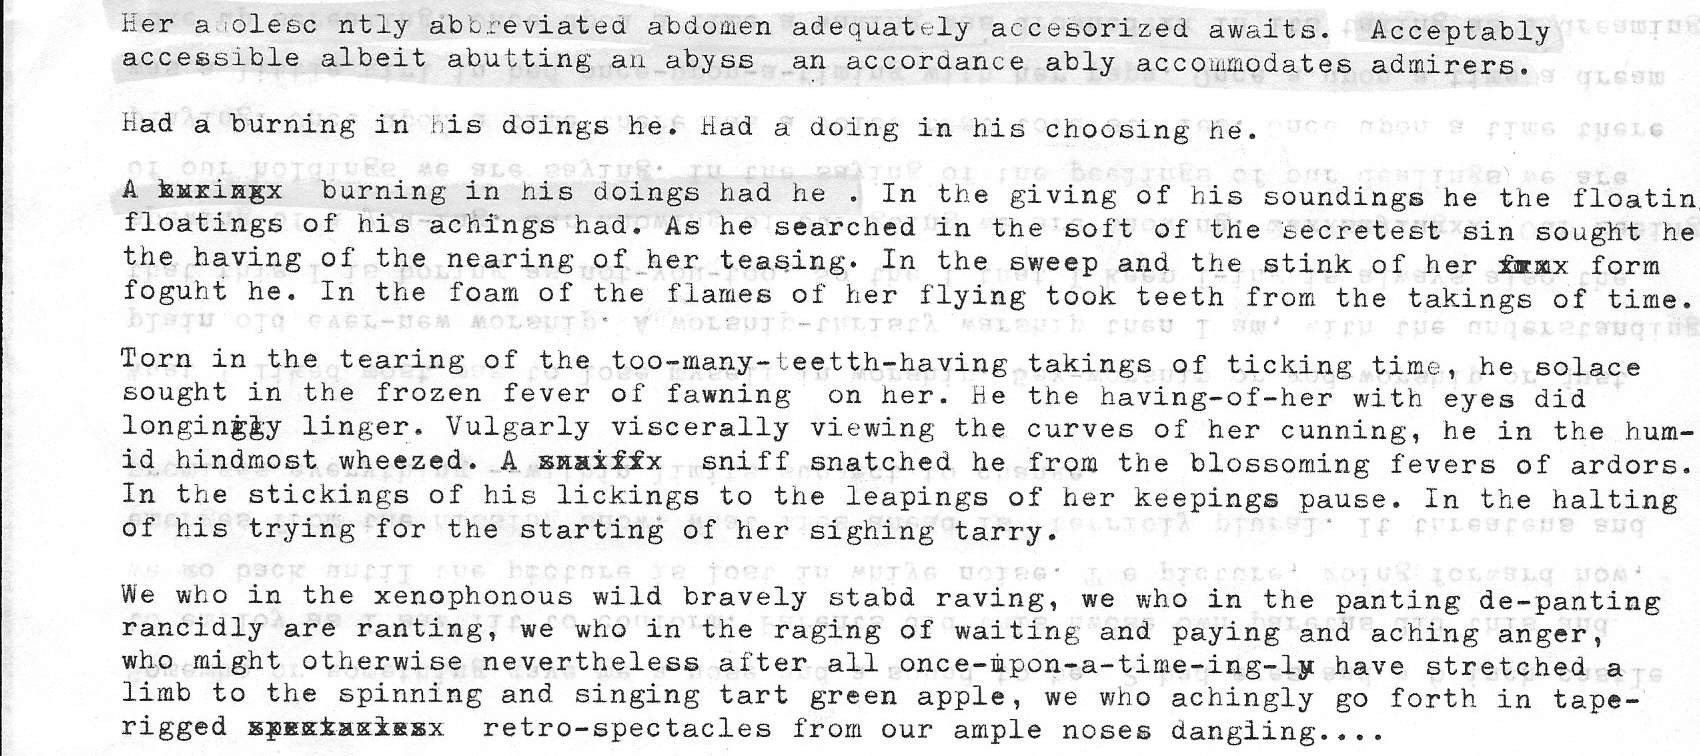 Her adolesc ntly abbreviated abdomen adequately accesorized awaits. Acceptably
accessible albeit abutting an abyss an accordance ably accommodates admirers.
Had a burning in his doings he. Had a doing in his choosing he.
A burning in his doings had he . In the giving of his soundings he the floatin
floatings of his achings had. As he searched in the soft of the secretest sin sought he
the having of the nearing of her teasing. In the sweep and the stink of her form
foguht he. In the foam of the flames of her flying took teeth from the takings of time.
Torn in the tearing of the too-many-teetth-having takings of ticking time, he solace
sought in the frozen fever of fawning on her. He the having-of-her with eyes did
longingly linger. Vulgarly viscerally viewing the curves of her cunning, he in the hum-
id hindmost wheezed. A sniff snatched he from the blossoming fevers of ardors.
In the stickings of his lickings to the leapings of her keepings pause. In the halting
of his trying for the starting of her sighing tarry.
We who in the xenophonous wild bravely stabd raving, we who in the panting de-panting
rancidly are ranting, we who in the raging of waiting and paying and aching anger,
who might otherwise nevertheless after all once-upon-a-time-ing-ly have stretched a
limb to the spinning and singing tart green apple, we who achingly go forth in tape-
rigged retro-spectacles from our ample noses dangling....